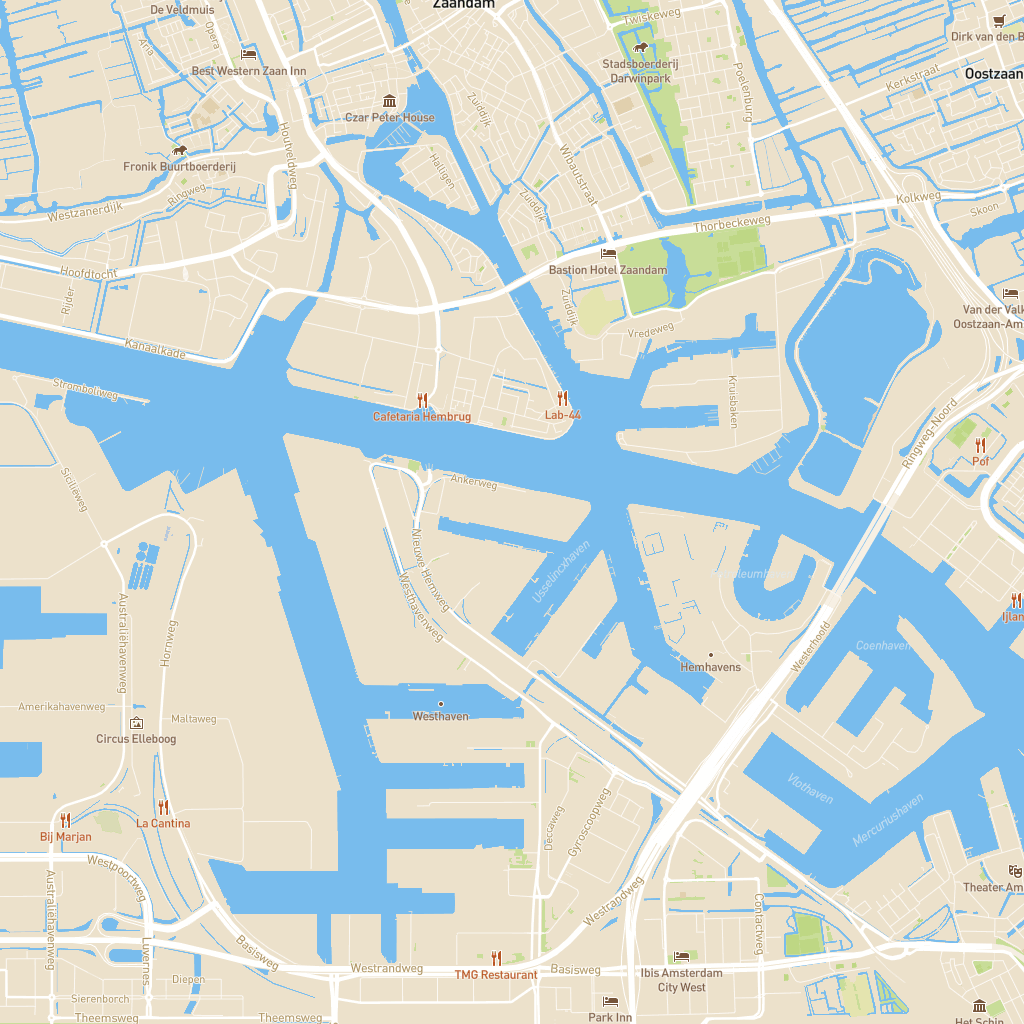 Zaandam
De Veldmuis
Twiskeweg
Opera
Aria
Dirk van den B
Best Western Zaan Inn
Stadsboerderij
Darwinpark
Poelenburg
Kerkstraat
Oostzaan
Czar Peter House
Zuiddijk
Houtveldweg
Fronik Buurtboerderij
Halligen
Wibautstraat
Ringweg
Westzanerdijk
Zuiddijk
Kolkweg
Skoon
Thorbeckeweg
Hoofdtocht
Bastion Hotel Zaandam
Rijder
Zuiddijk
Van der Valk
Oostzaan-Am
Vredeweg
Kanaalkade
Stromboliweg
Kruisbaken
Cafetaria Hembrug
Lab-44
Ringweg-Noord
Pof
Siciliëweg
Ankerweg
Nieuwe Hemweg
Westhavenweg
Usselincxhaven
Australiëhavenweg
Hornweg
Ijlan
Westerhoofd
Coenhaven
Hemhavens
Amerikahavenweg
Maltaweg
Westhaven
Circus Elleboog
Vlothaven
Mercuriushaven
La Cantina
Bij Marjan
Deccaweg
Gyroscoopweg
Westpoortweg
Australiëhavenweg
Theater Am
Westrandweg
Contactweg
Luvernes
Basisweg
Westrandweg
TMG Restaurant
Basisweg
Ibis Amsterdam
City West
Diepen
Sierenborch
Theemsweg
Theemsweg
Park Inn
Het Schip